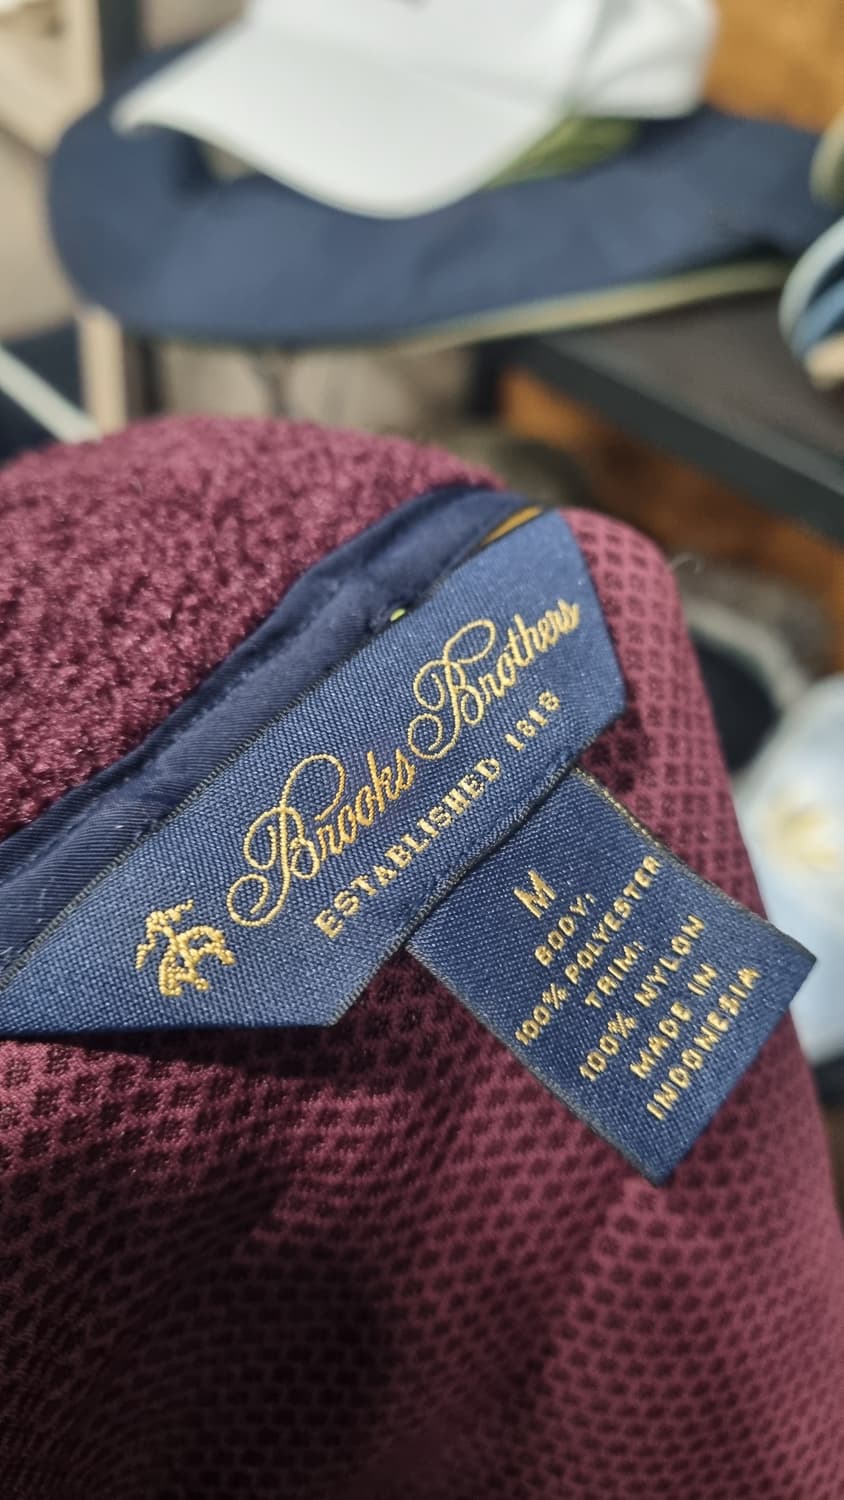 Brooks Brothers
ESTABLISHED 1818
M
BODY:
100% POLYESTER
TRIM:
100% NYLON
MADE IN
INDONESIA